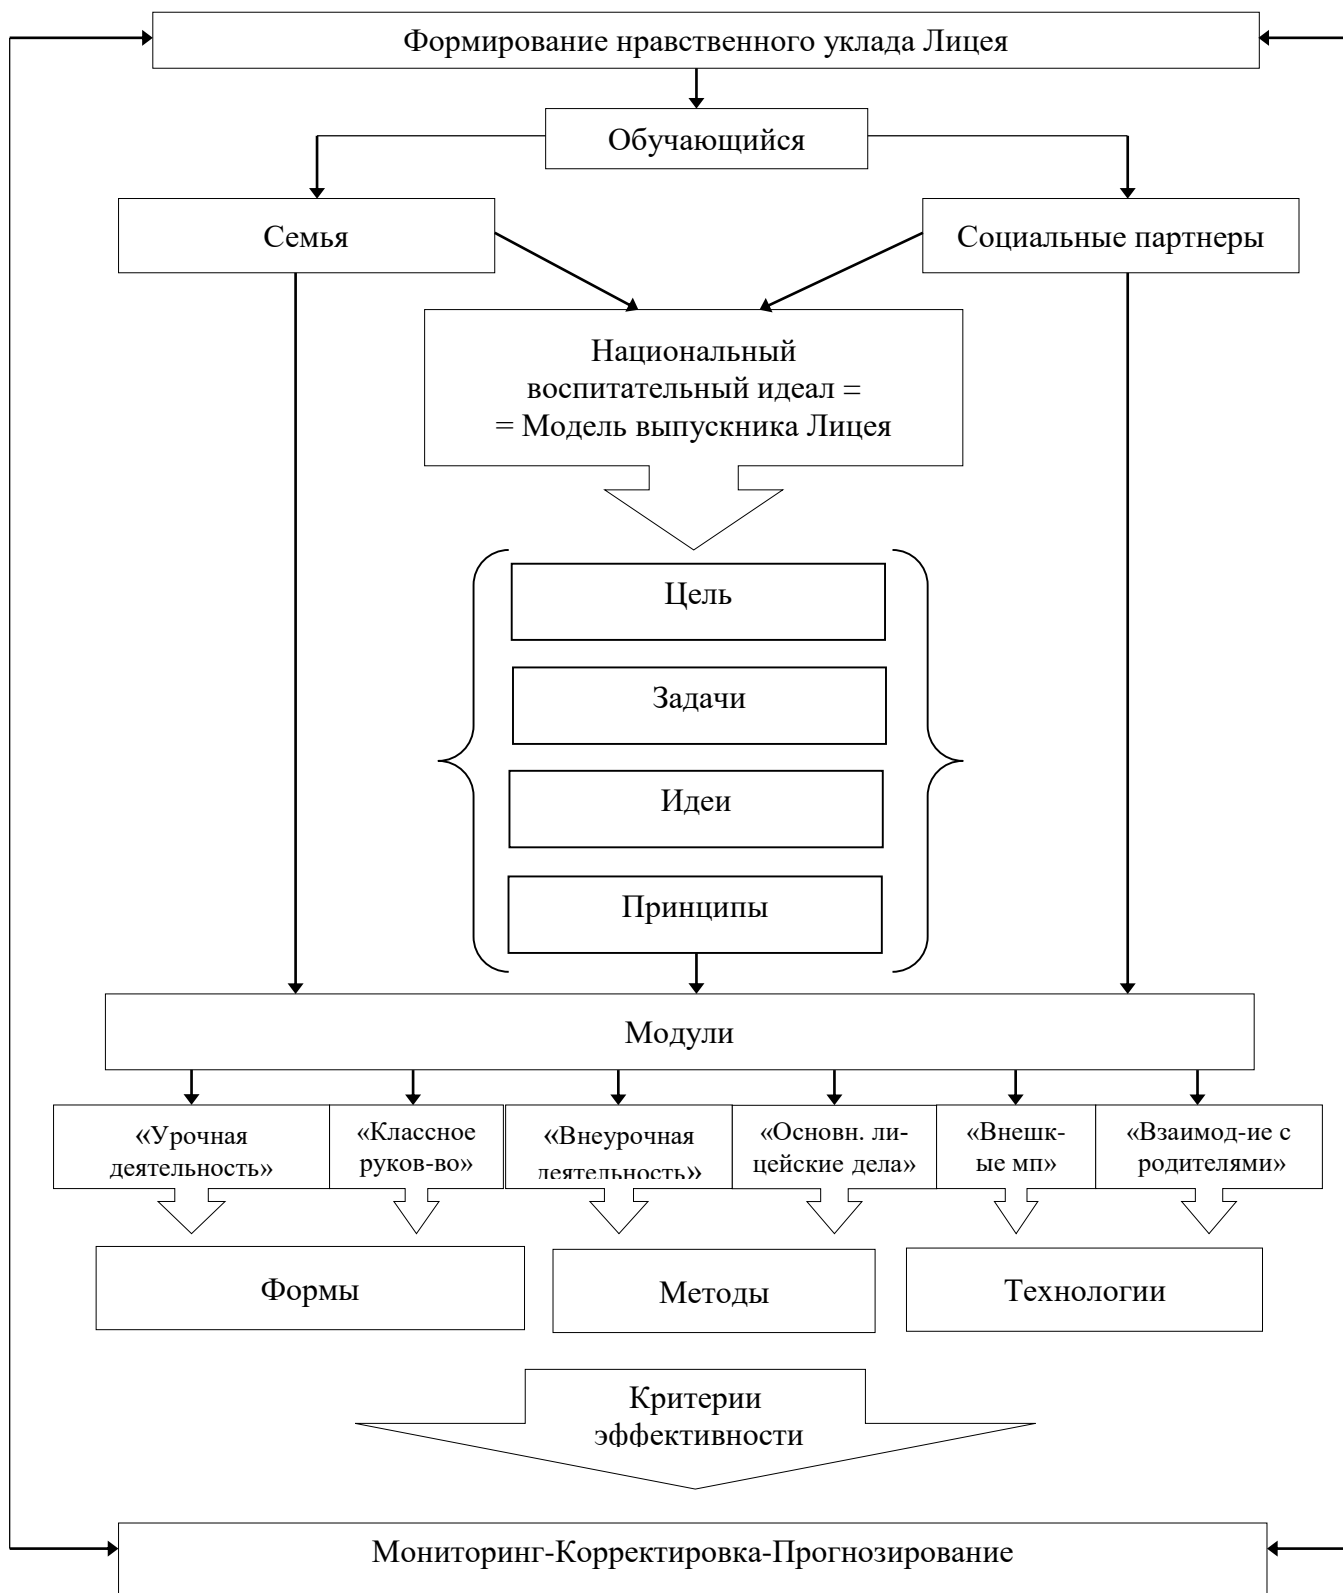 Формирование нравственного уклада Лицея
Обучающийся
Семья
Социальные партнеры
Национальный
воспитательный идеал =
= Модель выпускника Лицея
Цель
Задачи
Идеи
Принципы
Модули
«Урочная
деятельность»
«Классное
руков-во»
«Внеурочная
деятельность»
«Основн. ли-
цейские дела»
«Внешк-
ые мп»
«Взаимод-ие с
родителями»
Формы
Методы
Технологии
Критерии
эффективности
Мониторинг-Корректировка-Прогнозирование